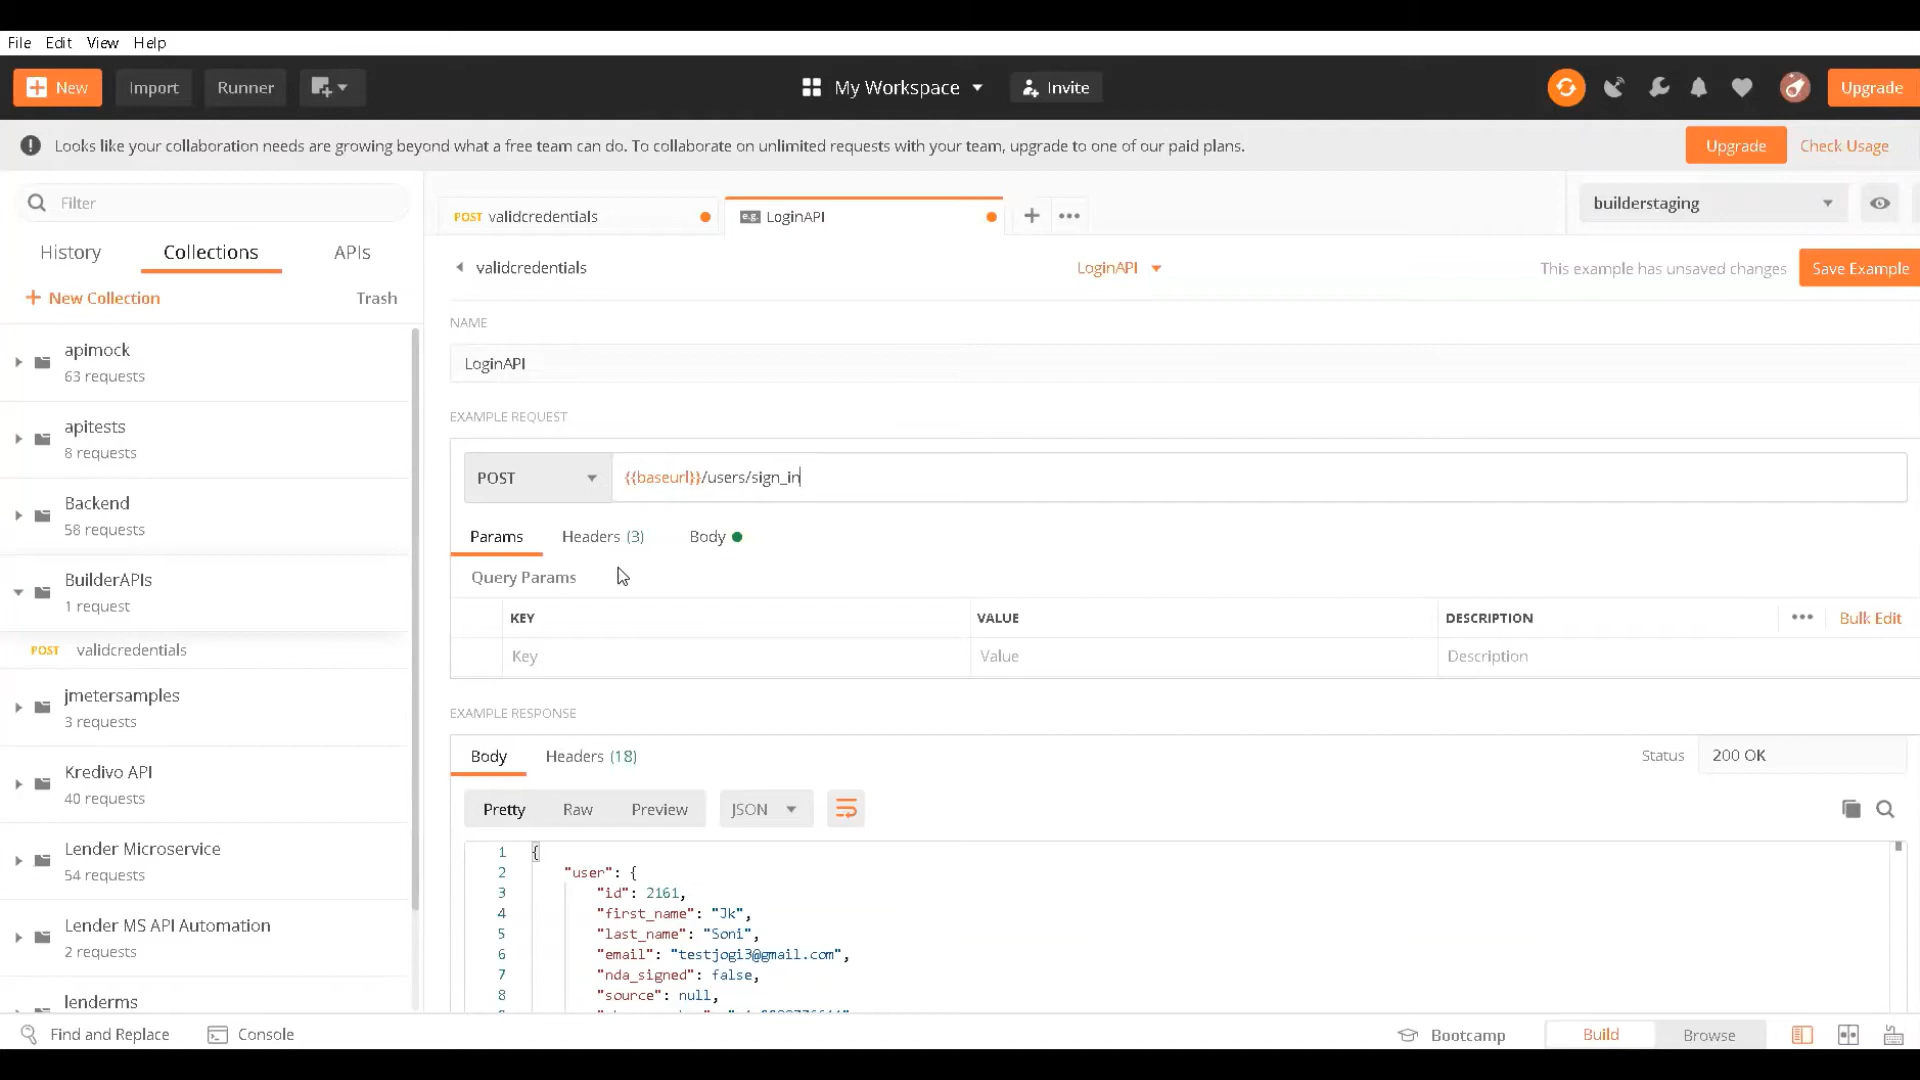 File Edit View Help
New Import Runner My Workspace Invite Upgrade
Looks like your collaboration needs are growing beyond what a free team can do. To collaborate on unlimited requests with your team, upgrade to one of our paid plans. Upgrade Check Usage
Filter
POST validcredentials
e.g. LoginAPI
builderstaging
History Collections APIs
validcredentials
LoginAPI
This example has unsaved changes
Save Example
+ New Collection Trash
NAME
LoginAPI
apimock
63 requests
EXAMPLE REQUEST
apitests
8 requests
POST {{baseurl}}/users/sign_in
Backend
58 requests
Params Headers (3) Body
Query Params
BuilderAPIs
1 request
KEY VALUE DESCRIPTION Bulk Edit
POST validcredentials
Key Value Description
jmetersamples
3 requests
EXAMPLE RESPONSE
Body Headers (18) Status 200 OK
Kredivo API
40 requests
Pretty Raw Preview JSON
Lender Microservice
54 requests
1 {
2 "user": {
3 "id": 2161,
4 "first_name": "Jk",
5 "last_name": "Soni",
6 "email": "testjogi3@gmail.com",
7 "nda_signed": false,
8 "source": null,
Lender MS API Automation
2 requests
lenderms
Find and Replace Console Bootcamp Build Browse